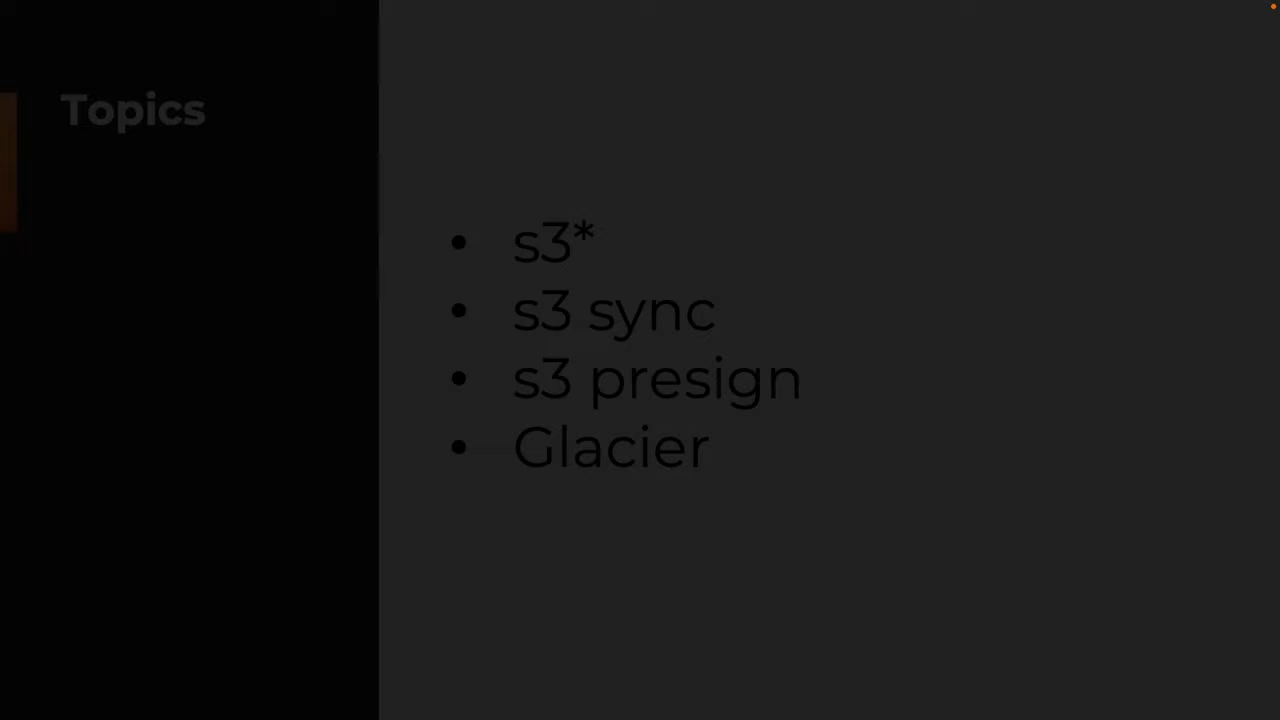 Topics
• s3*
• s3 sync
• s3 presign
• Glacier